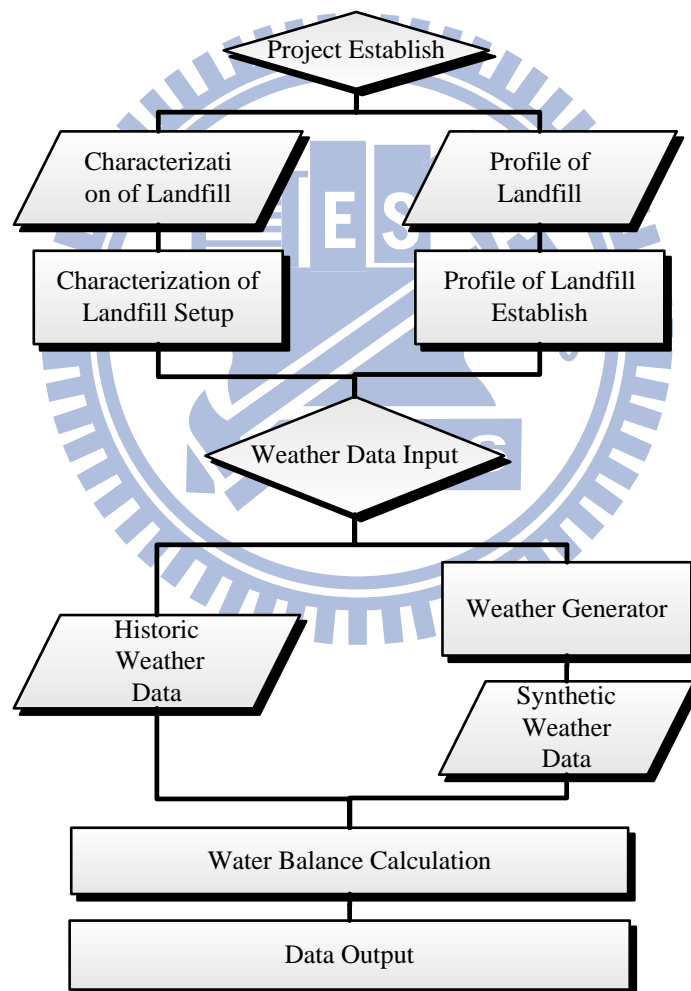 Project Establish
Characterizati
on of Landfill
Profile of
Landfill
Characterization of
Landfill Setup
Profile of Landfill
Establish
E S
Weather Data Input
S
Weather Generator
Historic
Weather
Data
Synthetic
Weather
Data
Water Balance Calculation
Data Output